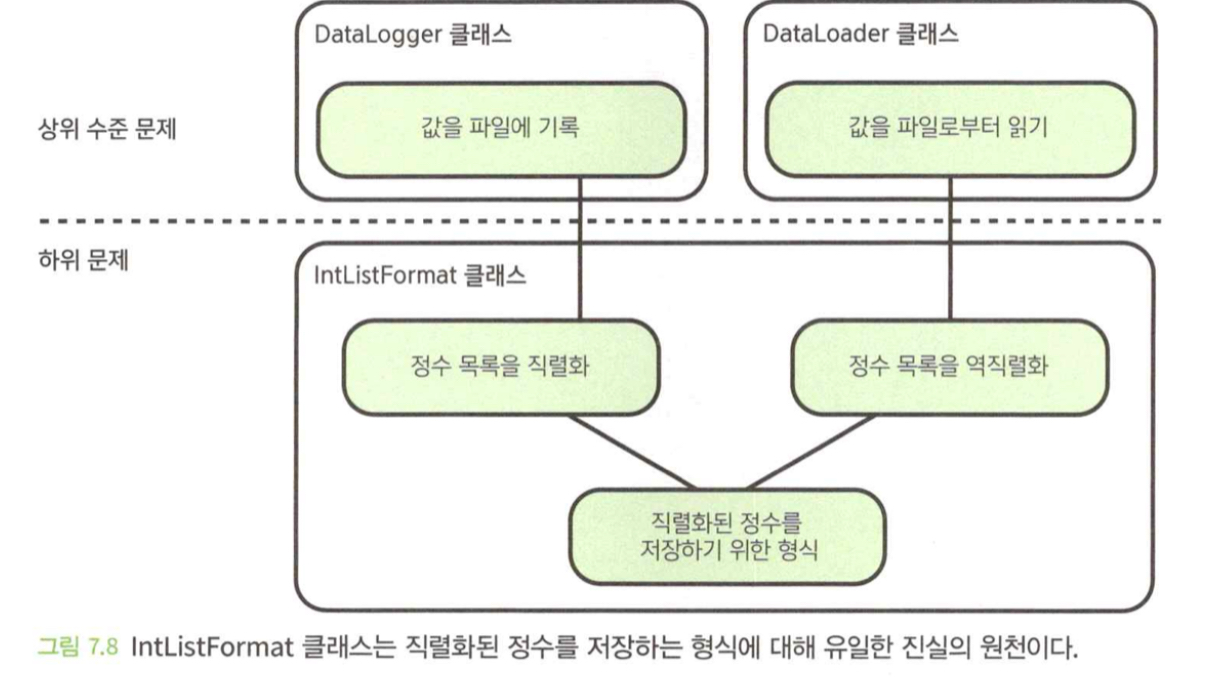 DataLogger 클래스
DataLoader 클래스
상위 수준 문제
값을 파일에 기록
값을 파일로부터 읽기
하위 문제
IntListFormat 클래스
정수 목록을 직렬화
정수 목록을 역직렬화
직렬화된 정수를
저장하기 위한 형식
그림 7.8 IntListFormat 클래스는 직렬화된 정수를 저장하는 형식에 대해 유일한 진실의 원천이다.